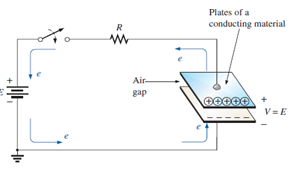 Plates of a
conducting material
R
e
e
Air
gap
+
E
+
V = E
e
e